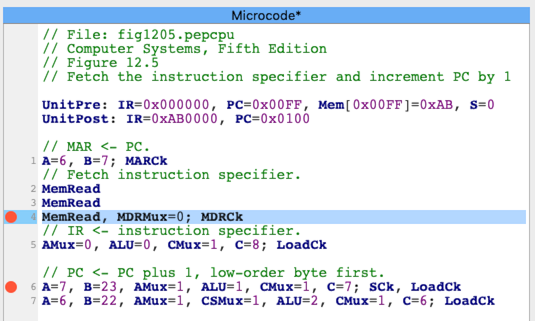 Microcode*
// File: fig1205.pepcpu
// Computer Systems, Fifth Edition
// Figure 12.5
// Fetch the instruction specifier and increment PC by 1
UnitPre: IR=0x000000, PC=0x00FF, Mem[0x00FF]=0xAB, S=0
UnitPost: IR=0xAB0000, PC=0x0100
// MAR <- PC.
1 A=6, B=7; MARCk
// Fetch instruction specifier.
2 MemRead
3 MemRead
4 MemRead, MDRMux=0; MDRCk
// IR <- instruction specifier.
5 AMux=0, ALU=0, CMux=1, C=8; LoadCk
// PC <- PC plus 1, low-order byte first.
6 A=7, B=23, AMux=1, ALU=1, CMux=1, C=7; SCk, LoadCk
7 A=6, B=22, AMux=1, CSMux=1, ALU=2, CMux=1, C=6; LoadCk